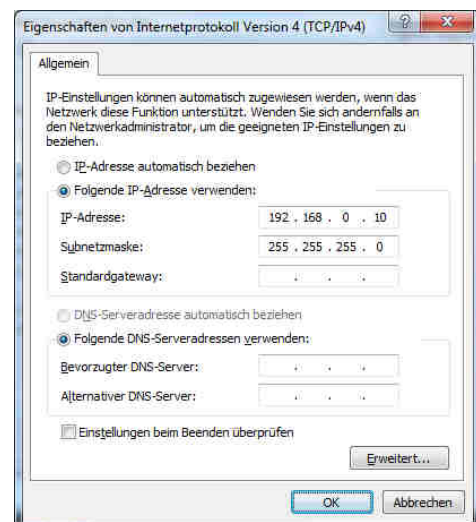 Eigenschaften von Internetprotokoll Version 4 (TCP/IPv4)
Allgemein
IP-Einstellungen können automatisch zugewiesen werden, wenn das
Netzwerk diese Funktion unterstützt. Wenden Sie sich andernfalls an
den Netzwerkadministrator, um die geeigneten IP-Einstellungen zu
beziehen.
IP-Adresse automatisch beziehen
Folgende IP-Adresse verwenden:
IP-Adresse: 192 . 168 . 0 . 10
Subnetzmaske: 255 . 255 . 255 . 0
Standardgateway: . . .
DNS-Serveradresse automatisch beziehen
Folgende DNS-Serveradressen verwenden:
Bevorzugter DNS-Server: . . .
Alternativer DNS-Server: . . .
Einstellungen beim Beenden überprüfen
Erweitert...
OK Abbrechen